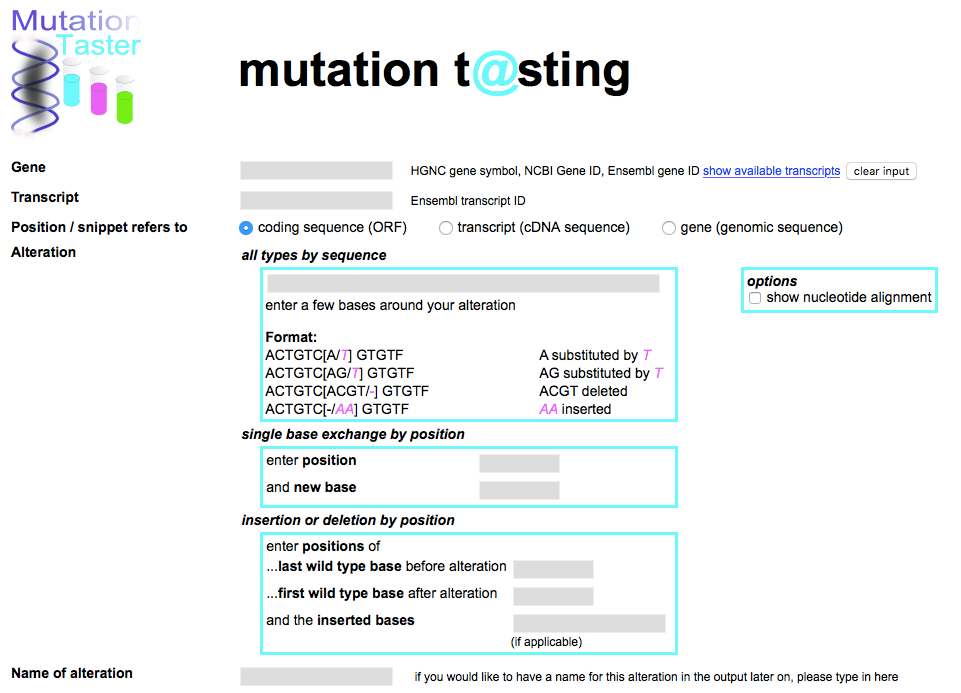 Mutation
Taster
mutation t@sting
Gene
HGNC gene symbol, NCBI Gene ID, Ensembl gene ID show available transcripts clear input
Transcript
Ensembl transcript ID
Position / snippet refers to
coding sequence (ORF) transcript (cDNA sequence) gene (genomic sequence)
Alteration
all types by sequence
enter a few bases around your alteration
Format:
ACTGTC[A/T] GTGTF A substituted by T
ACTGTC[AG/T] GTGTF AG substituted by T
ACTGTC[ACGT/-] GTGTF ACGT deleted
ACTGTC[-/AA] GTGTF AA inserted
options
show nucleotide alignment
single base exchange by position
enter position
and new base
insertion or deletion by position
enter positions of
...last wild type base before alteration
...first wild type base after alteration
and the inserted bases
(if applicable)
Name of alteration
if you would like to have a name for this alteration in the output later on, please type in here